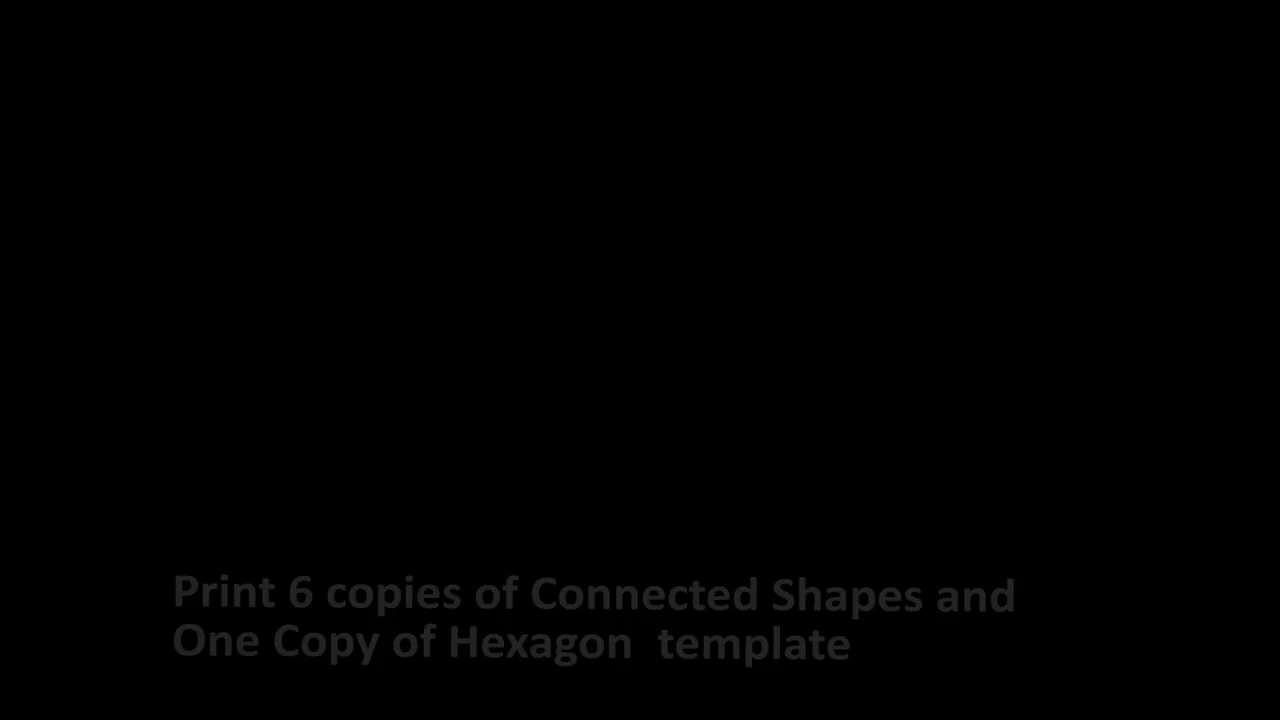 Print 6 copies of Connected Shapes and
One Copy of Hexagon  template